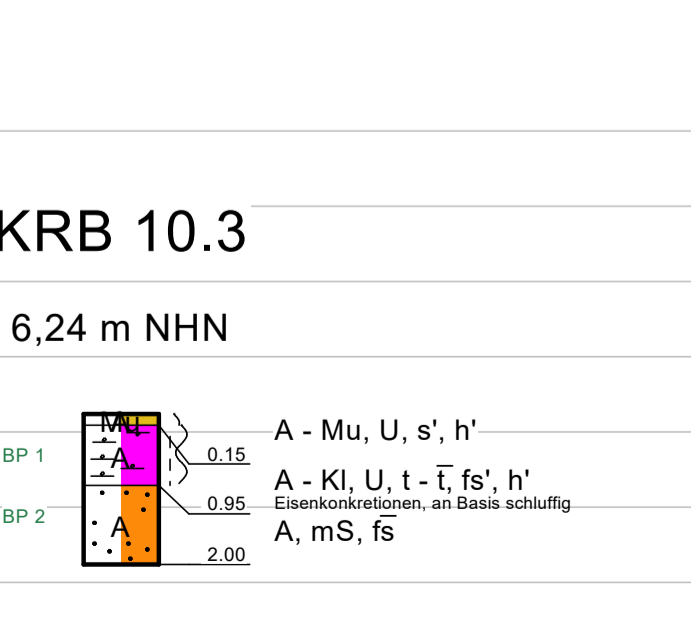 KRB 10.3
6,24 m NHN
Mu
A - Mu, U, s', h'
BP 1
A
0.15
A - Kl, U, t - t̅, fs', h'
0.95
Eisenkonkretionen, an Basis schluffig
BP 2
A
A, mS, fs̅
2.00